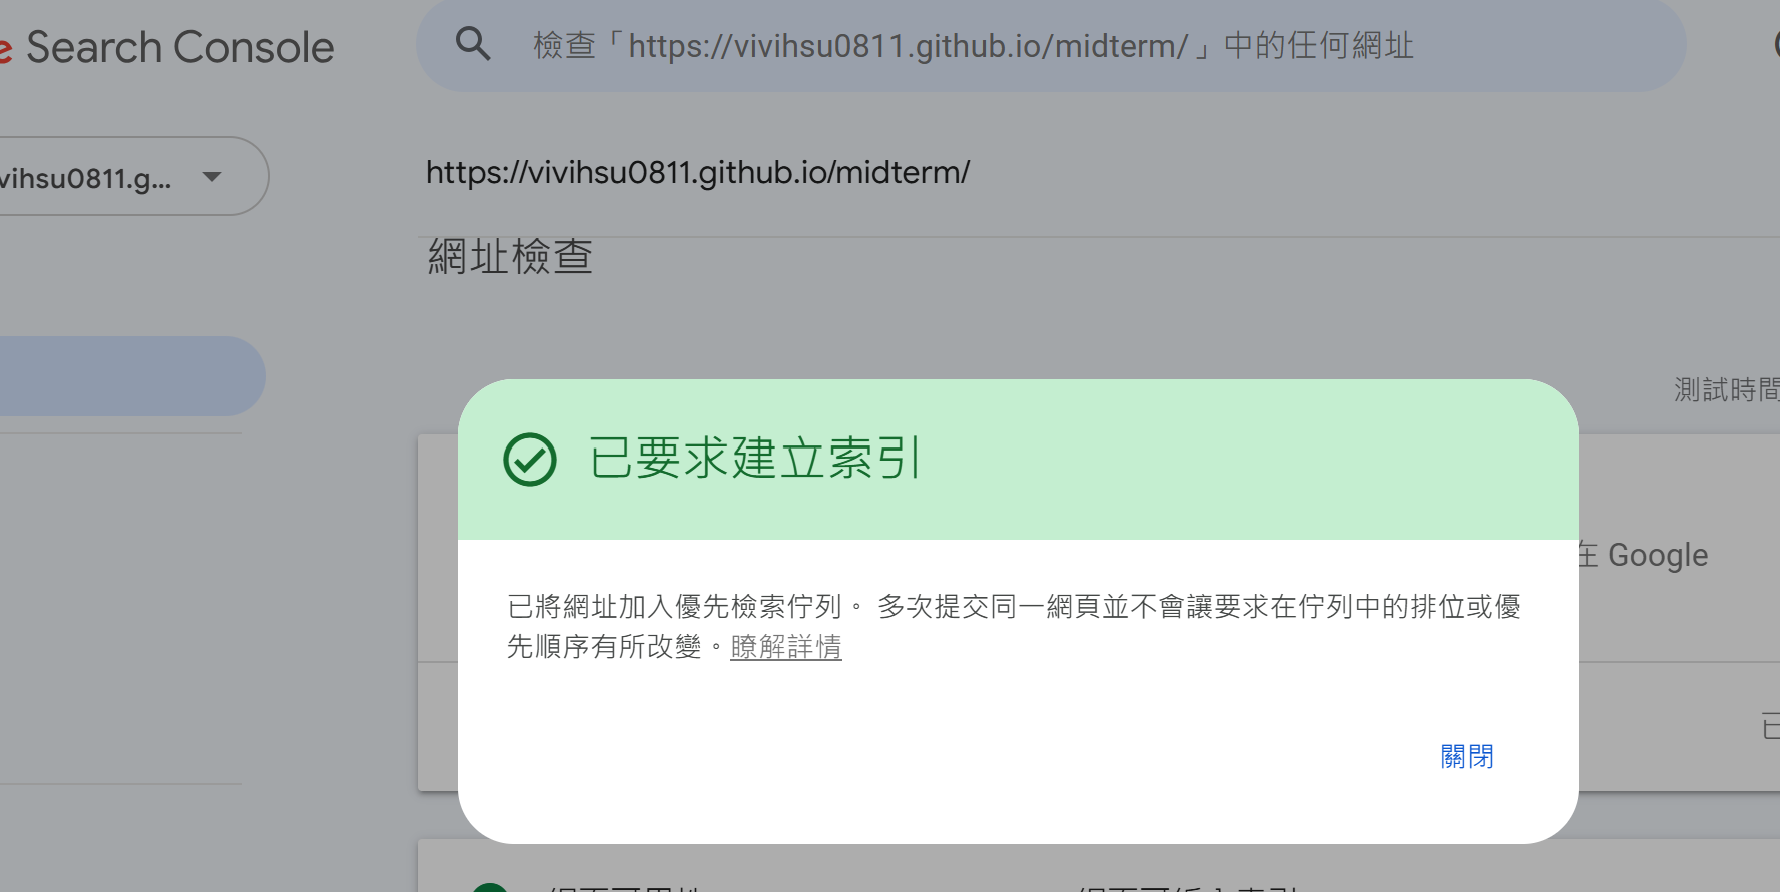 Search Console
檢查「https://vivihsu0811.github.io/midterm/」中的任何網址
vihsu0811.g...
https://vivihsu0811.github.io/midterm/
網址檢查
測試時間
已要求建立索引
在 Google
已將網址加入優先檢索佇列。 多次提交同一網頁並不會讓要求在佇列中的排位或優
先順序有所改變。瞭解詳情
關閉